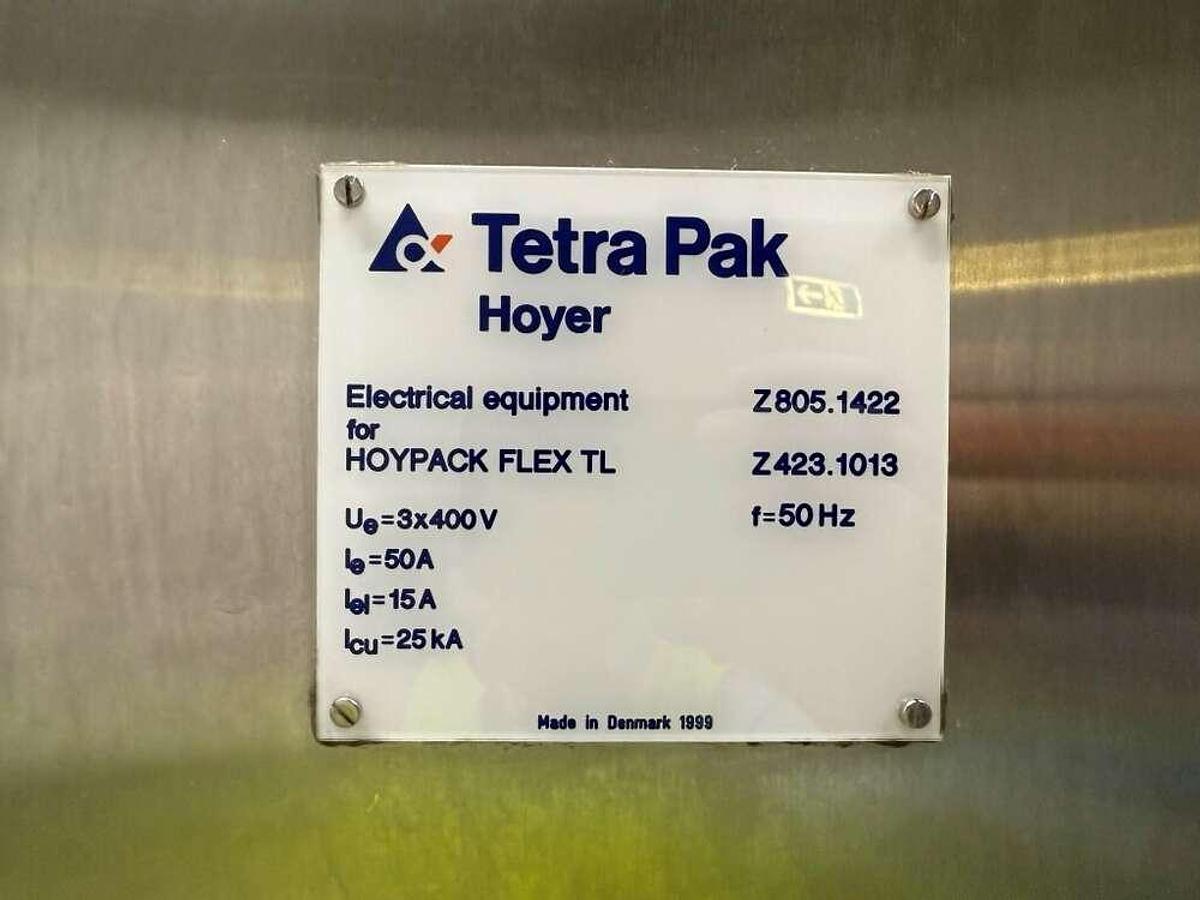 Tetra Pak
Hoyer
Electrical equipment Z805.1422
for
HOYPACK FLEX TL Z423.1013
Ue=3x400V f=50Hz
Ie=50A
Iel=15A
Icu=25kA
Made in Denmark 1999